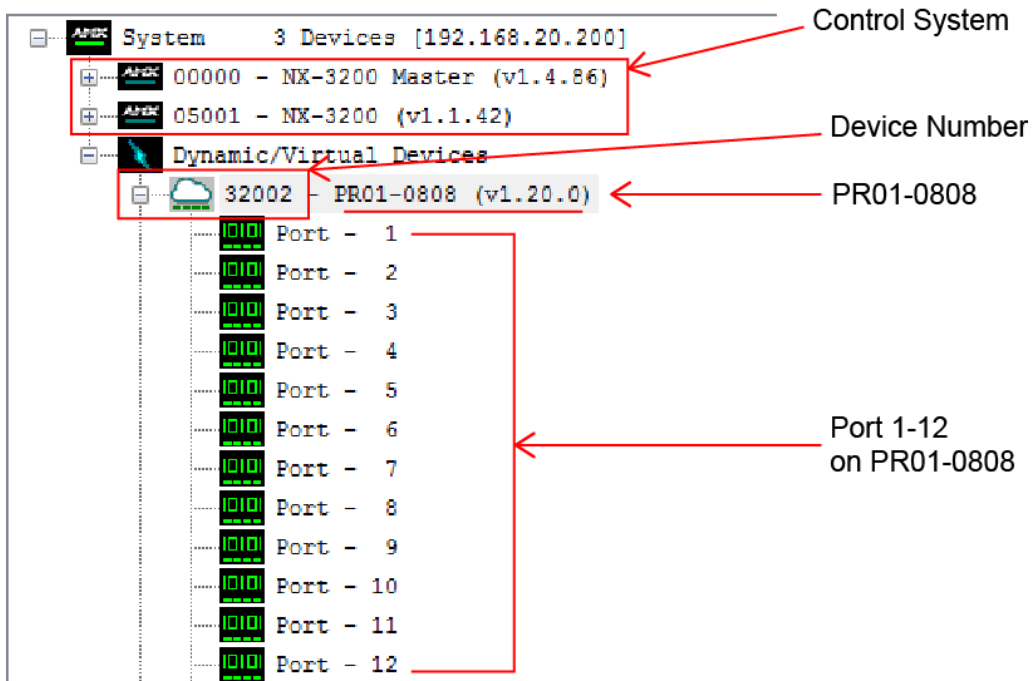 System 3 Devices [192.168.20.200]
Control System
AMX 00000 - NX-3200 Master (v1.4.86)
AMX 05001 - NX-3200 (v1.1.42)
Device Number
Dynamic/Virtual Devices
32002 - PR01-0808 (v1.20.0)
PR01-0808
Port - 1
Port - 2
Port - 3
Port - 4
Port - 5
Port - 6
Port - 7
Port - 8
Port - 9
Port - 10
Port - 11
Port - 12
Port 1-12
on PR01-0808